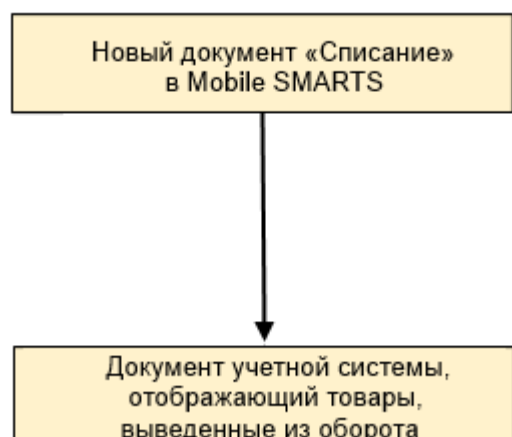 Новый документ «Списание»
в Mobile SMARTS
Документ учетной системы,
отображающий товары,
выведенные из оборота